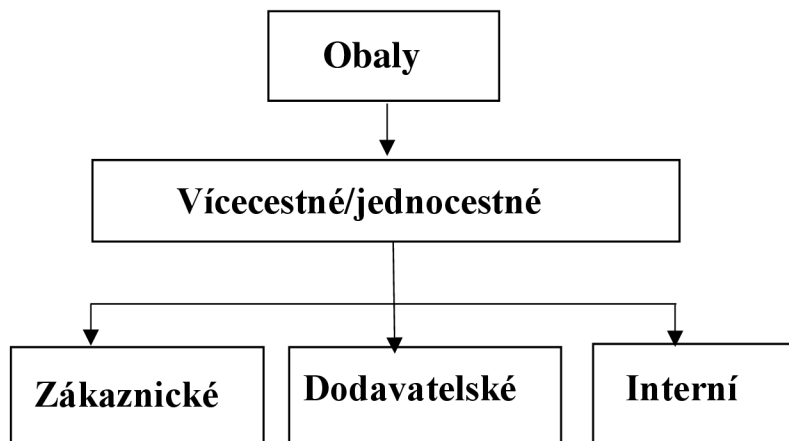 Obaly
Vícecestné/jednocestné
Zákaznické
Dodavatelské
Interní